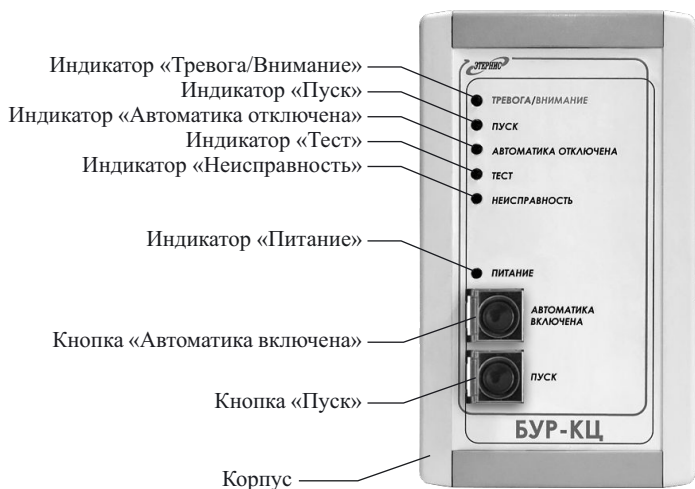 Индикатор «Тревога/Внимание»
Индикатор «Пуск»
Индикатор «Автоматика отключена»
Индикатор «Тест»
Индикатор «Неисправность»
Индикатор «Питание»
Кнопка «Автоматика включена»
Кнопка «Пуск»
Корпус
ЭТЕРНИС
ТРЕВОГА/ВНИМАНИЕ
ПУСК
АВТОМАТИКА ОТКЛЮЧЕНА
ТЕСТ
НЕИСПРАВНОСТЬ
ПИТАНИЕ
АВТОМАТИКА
ВКЛЮЧЕНА
ПУСК
БУР-КЦ